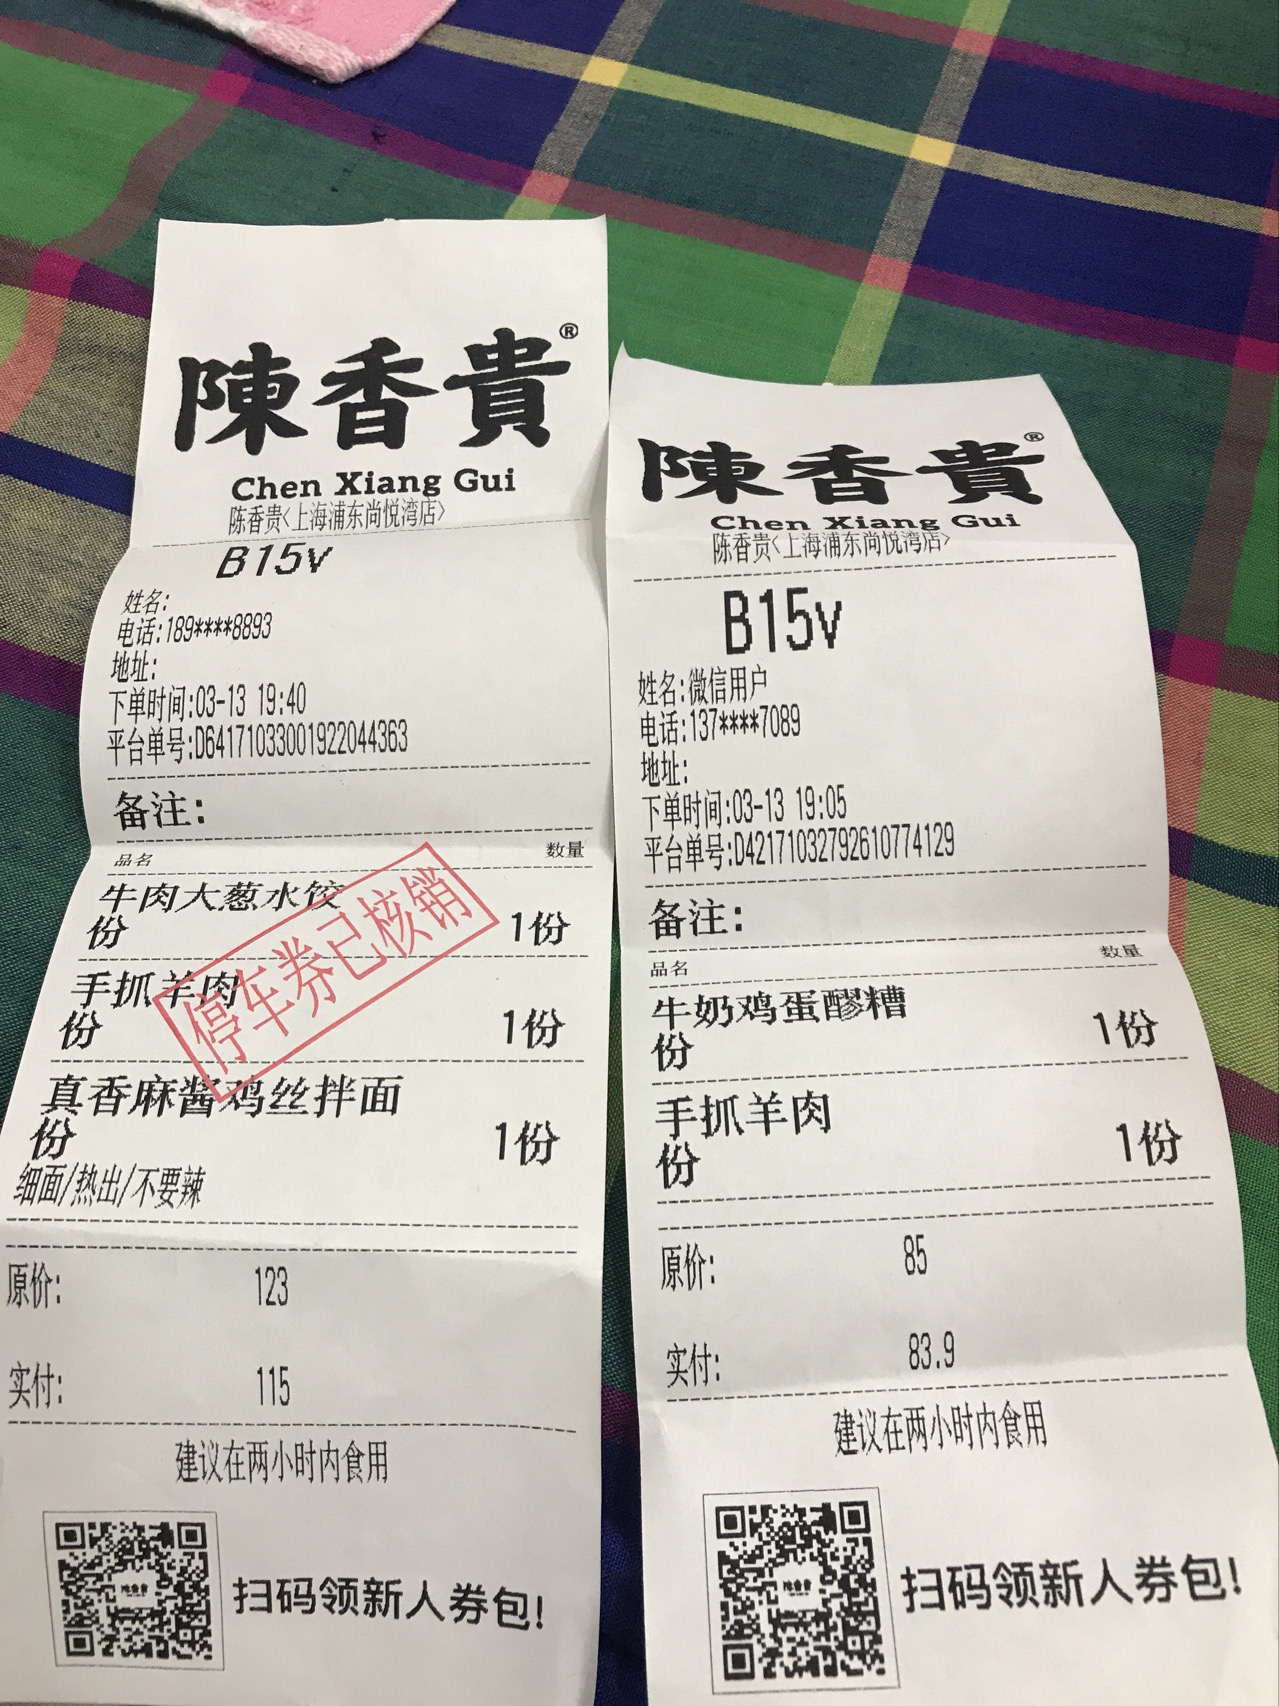 陳香貴®
Chen Xiang Gui
陈香贵<上海浦东尚悦湾店>
B15v
姓名:
电话:189****8893
地址:
下单时间:03-13 19:40
平台单号:D64171033001922044363
备注:
品名 数量
牛肉大葱水饺
份 1份
手抓羊肉
份 1份
真香麻酱鸡丝拌面
份 1份
细面/热出/不要辣
停车券已核销
原价: 123
实付: 115
建议在两小时内食用
扫码领新人券包!
陳香貴®
Chen Xiang Gui
陈香贵<上海浦东尚悦湾店>
B15v
姓名:微信用户
电话:137****7089
地址:
下单时间:03-13 19:05
平台单号:D42171032792610774129
备注:
品名 数量
牛奶鸡蛋醪糟
份 1份
手抓羊肉
份 1份
原价: 85
实付: 83.9
建议在两小时内食用
扫码领新人券包!